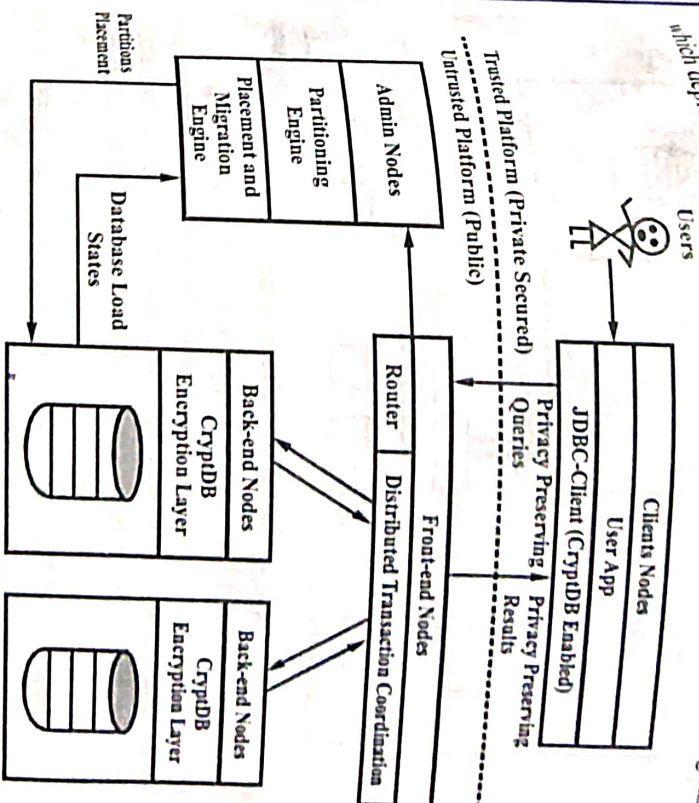 which dep
Users
Clients Nodes
User App
JDBC-Client (CryptDB Enabled)
Privacy Preserving
Queries
Privacy Preserving
Results
Trusted Platform (Private Secured)
Untrusted Platform (Public)
Front-end Nodes
Router
Distributed Transaction Coordination
Admin Nodes
Partitioning
Engine
Placement and
Migration
Engine
Partitions
Placement
Database Load
States
Back-end Nodes
CryptDB
Encryption Layer
Back-end Nodes
CryptDB
Encryption Layer